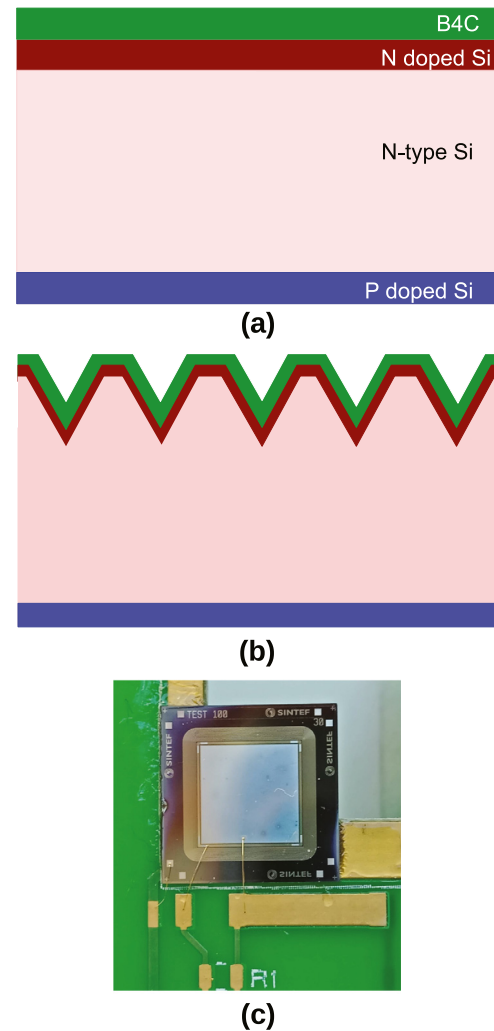 B4C
N doped Si
N-type Si
P doped Si
(a)
(b)
TEST 100
SINTEF
30
SINTEF
SINTEF
SINTEF
R1
(c)